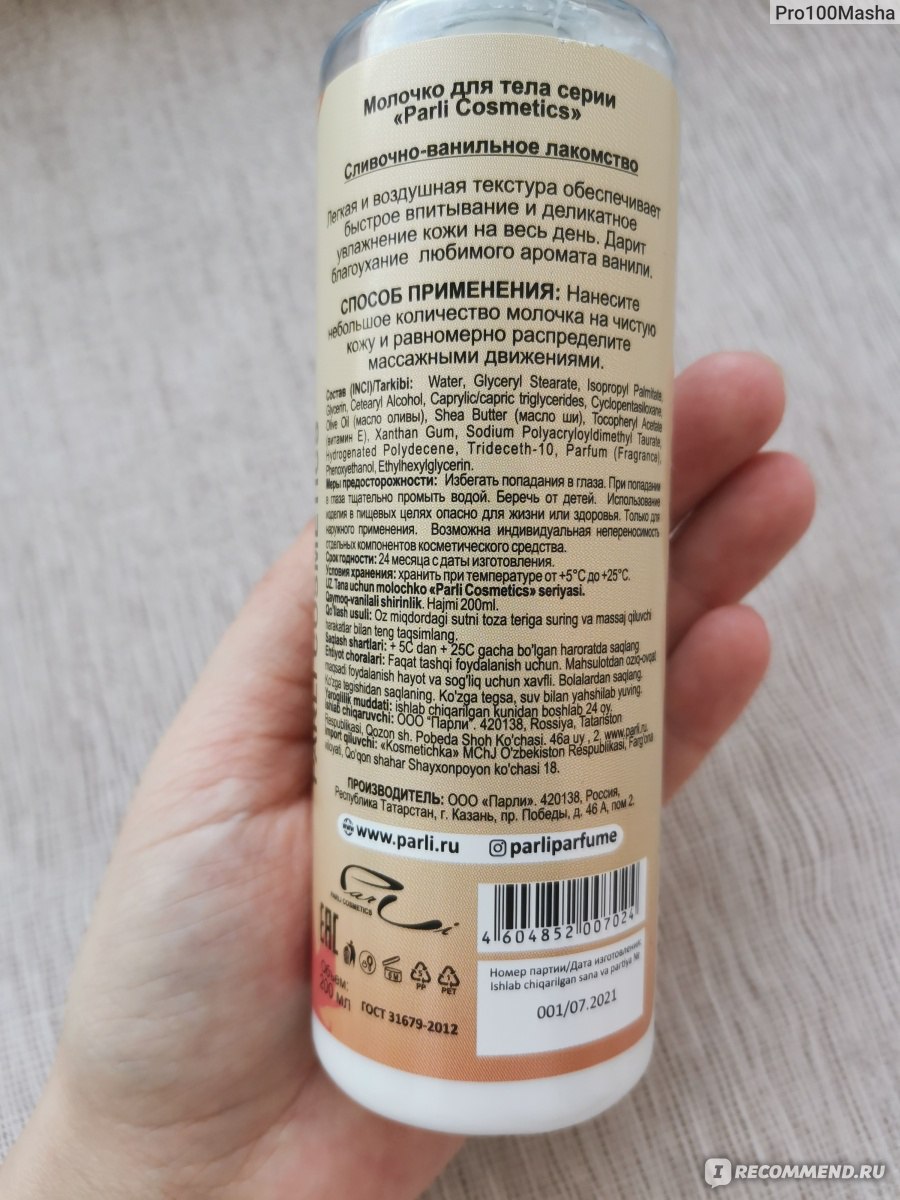 Pro100Masha
Молочко для тела серии
«Parli Cosmetics»
Сливочно-ванильное лакомство
Легкая и воздушная текстура обеспечивает
быстрое впитывание и деликатное
увлажнение кожи на весь день. Дарит
благоухание любимого аромата ванили.
СПОСОБ ПРИМЕНЕНИЯ: Нанесите
небольшое количество молочка на чистую
кожу и равномерно распределите
массажными движениями.
Состав (INCI)/Tarkibi: Water, Glyceryl Stearate, Isopropyl Palmitate,
Glycerin, Cetearyl Alcohol, Caprylic/capric triglycerides, Cyclopentasiloxane,
Olive Oil (масло оливы), Shea Butter (масло ши), Tocopheryl Acetate
(витамин Е), Xanthan Gum, Sodium Polyacryloyldimethyl Taurate,
Hydrogenated Polydecene, Trideceth-10, Parfum (Fragrance),
Phenoxyethanol, Ethylhexylglycerin.
Меры предосторожности: Избегать попадания в глаза. При попадании
в глаза тщательно промыть водой. Беречь от детей. Использование
изделия в пищевых целях опасно для жизни или здоровья. Только для
наружного применения. Возможна индивидуальная непереносимость
отдельных компонентов косметического средства.
Срок годности: 24 месяца с даты изготовления.
Условия хранения: хранить при температуре от +5°С до +25°С.
UZ. Tana uchun molochko «Parli Cosmetics» seriyasi.
Qaymoq-vanilali shirinlik. Hajmi 200ml.
Qo'llash usuli: Oz miqdordagi sutni toza teriga suring va massaj qiluvchi
harakatlar bilan teng taqsimlang.
Saqlash shartlari: + 5C dan + 25C gacha bo'lgan haroratda saqlang
Ehtiyot choralari: Faqat tashqi foydalanish uchun. Mahsulotdan oziq-ovqat
maqsadi foydalanish hayot va sog'liq uchun xavfli. Bolalardan saqlang.
Ko'zga tegishidan saqlaning. Ko'zga tegsa, suv bilan yahshilab yuving.
Yaroqlilik muddati: ishlab chiqarilgan kunidan boshlab 24 oy.
Ishlab chiqaruvchi: ООО "Парли". 420138, Rossiya, Tatariston
Respublikasi, Qozon sh. Pobeda Shoh Ko'chasi. 46a uy , 2, www.parli.ru.
Import qiluvchi: «Kosmetichka» MChJ O'zbekiston Respublikasi, Farg'ona
viloyat, Qo'qon shahar Shayxonpoyon ko'chasi 18.
ПРОИЗВОДИТЕЛЬ: ООО «Парли». 420138, Россия,
Республика Татарстан, г. Казань, пр. Победы, д. 46 А, пом 2.
www.parli.ru parliparfume
Parli
PARLI COSMETICS
4 604852 007024
EAC
24M
5 PP
1 PET
Объем:
200 мл
ГОСТ 31679-2012
Номер партии/Дата изготовления:
Ishlab chiqarilgan sana va partiya №
001/07.2021
IRECOMMEND.RU